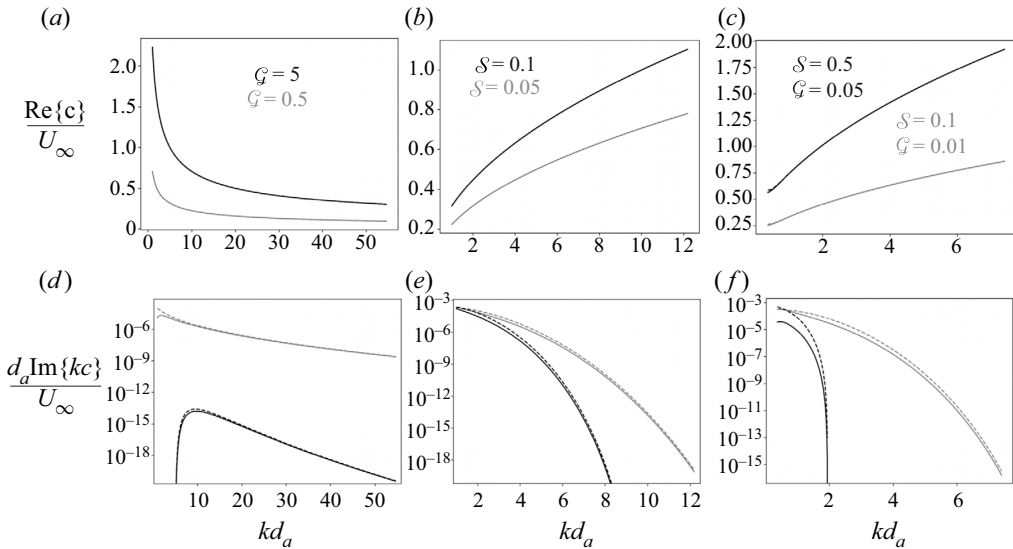 (a) (b) (c)
2.0
1.5
1.0
0.5
0
0 10 20 30 40 50
𝒢 = 5
𝒢 = 0.5
1.0
0.8
0.6
0.4
0.2
2 4 6 8 10 12
𝒮 = 0.1
𝒮 = 0.05
2.00
1.75
1.50
1.25
1.00
0.75
0.50
0.25
2 4 6
𝒮 = 0.5
𝒢 = 0.05
𝒮 = 0.1
𝒢 = 0.01
Re{c}
U∞
(d) (e) (f)
10⁻⁶
10⁻⁹
10⁻¹²
10⁻¹⁵
10⁻¹⁸
10 20 30 40 50
10⁻³
10⁻⁶
10⁻⁹
10⁻¹²
10⁻¹⁵
10⁻¹⁸
2 4 6 8 10 12
10⁻³
10⁻⁵
10⁻⁷
10⁻⁹
10⁻¹¹
10⁻¹³
10⁻¹⁵
2 4 6
dₐIm{kc}
U∞
kdₐ kdₐ kdₐ